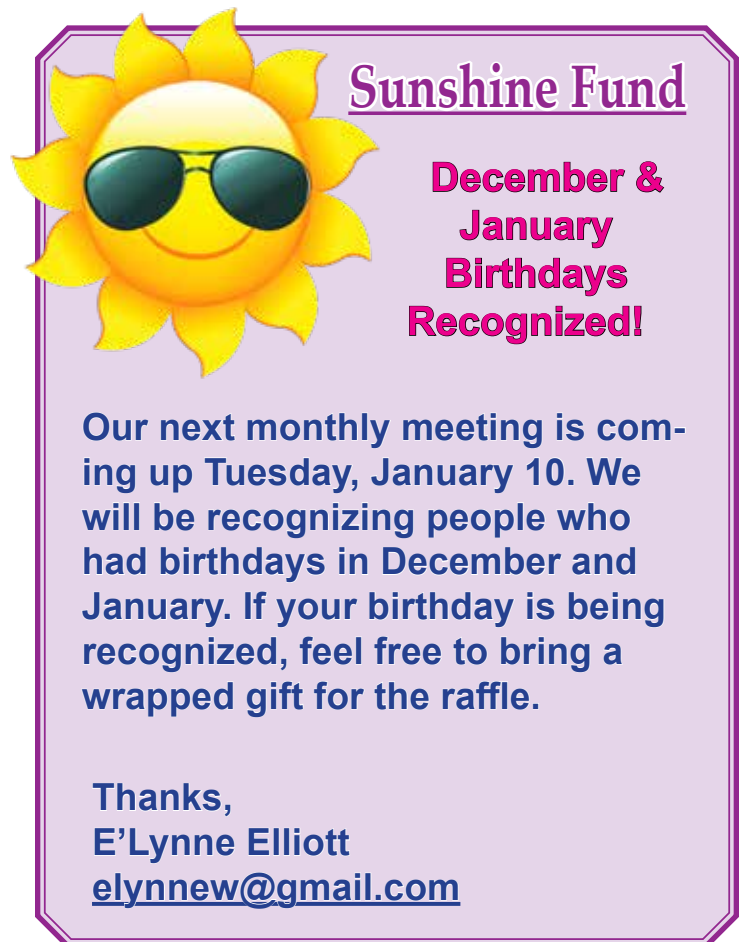 Sunshine Fund
December &
January
Birthdays
Recognized!
Our next monthly meeting is com-
ing up Tuesday, January 10. We
will be recognizing people who
had birthdays in December and
January. If your birthday is being
recognized, feel free to bring a
wrapped gift for the raffle.
Thanks,
E’Lynne Elliott
elynnew@gmail.com